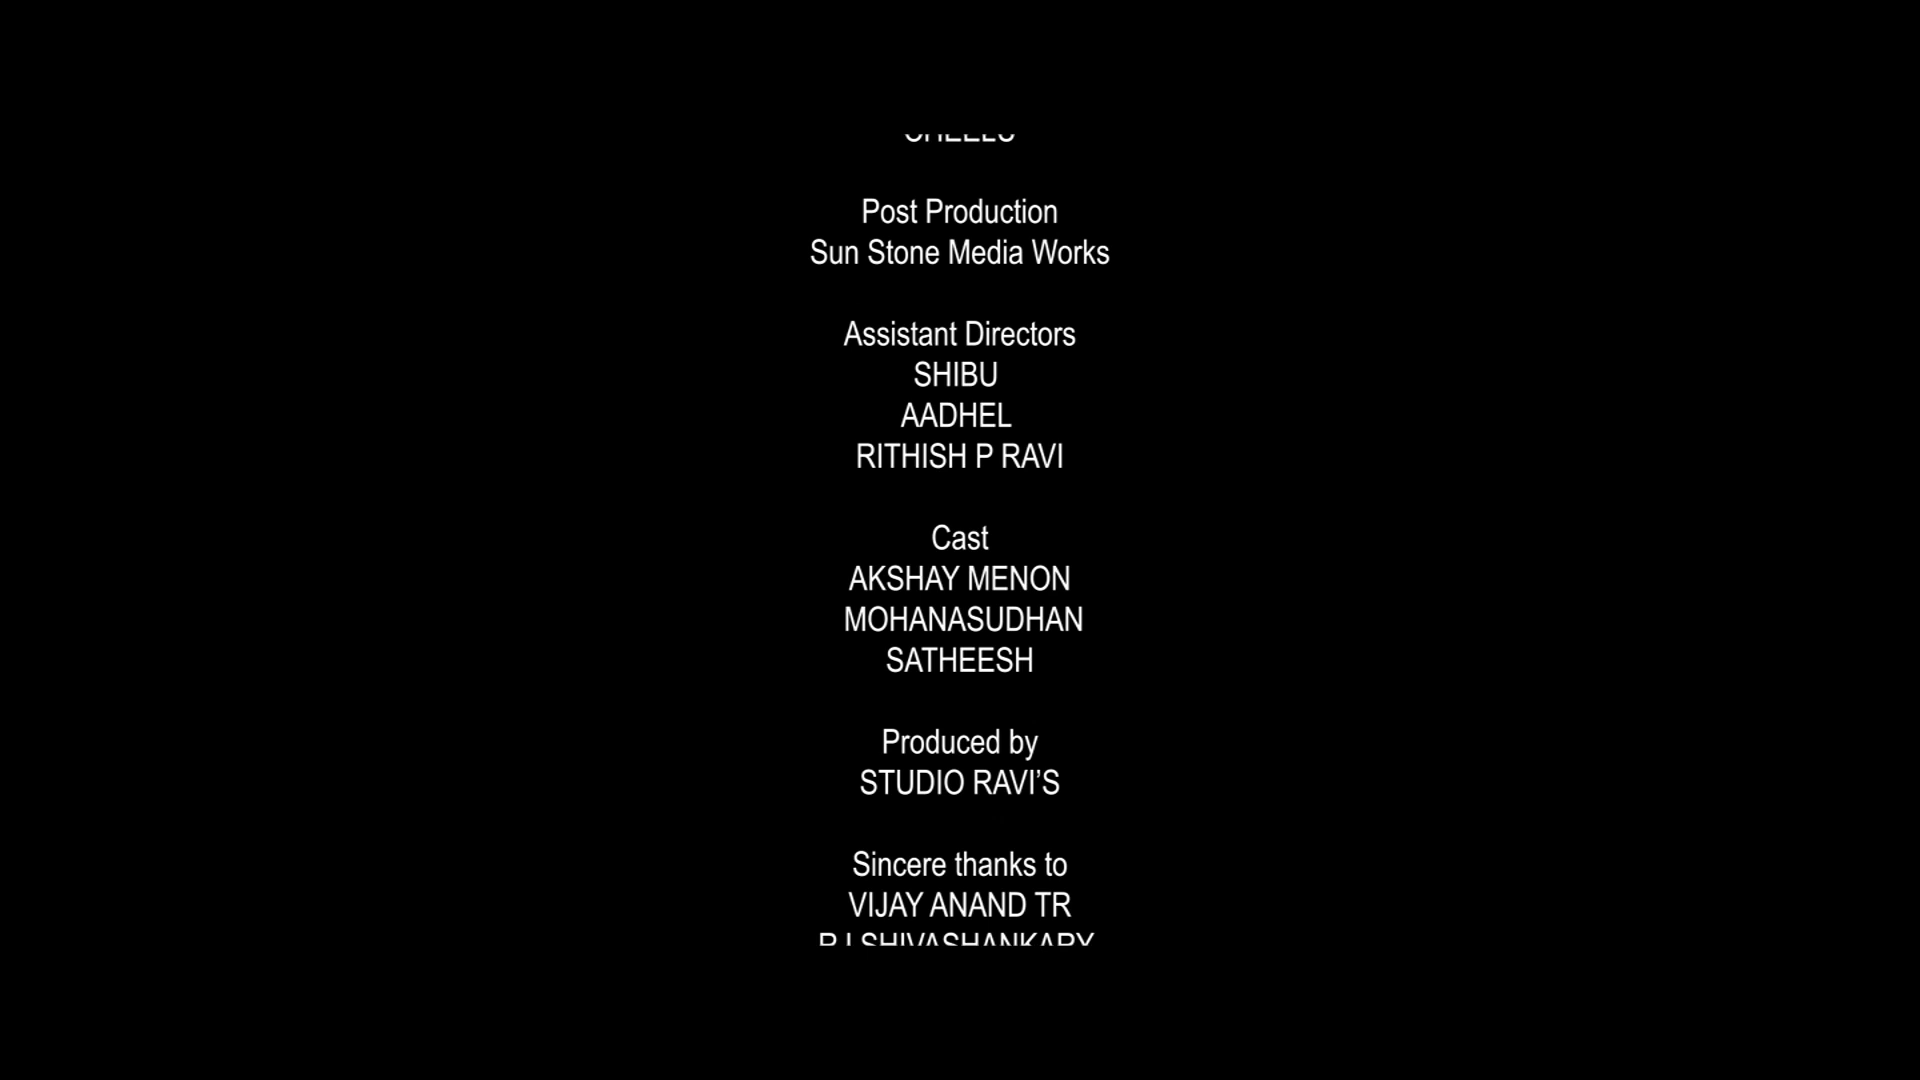 Post Production
Sun Stone Media Works
Assistant Directors
SHIBU
AADHEL
RITHISH P RAVI
Cast
AKSHAY MENON
MOHANASUDHAN
SATHEESH
Produced by
STUDIO RAVI’S
Sincere thanks to
VIJAY ANAND TR